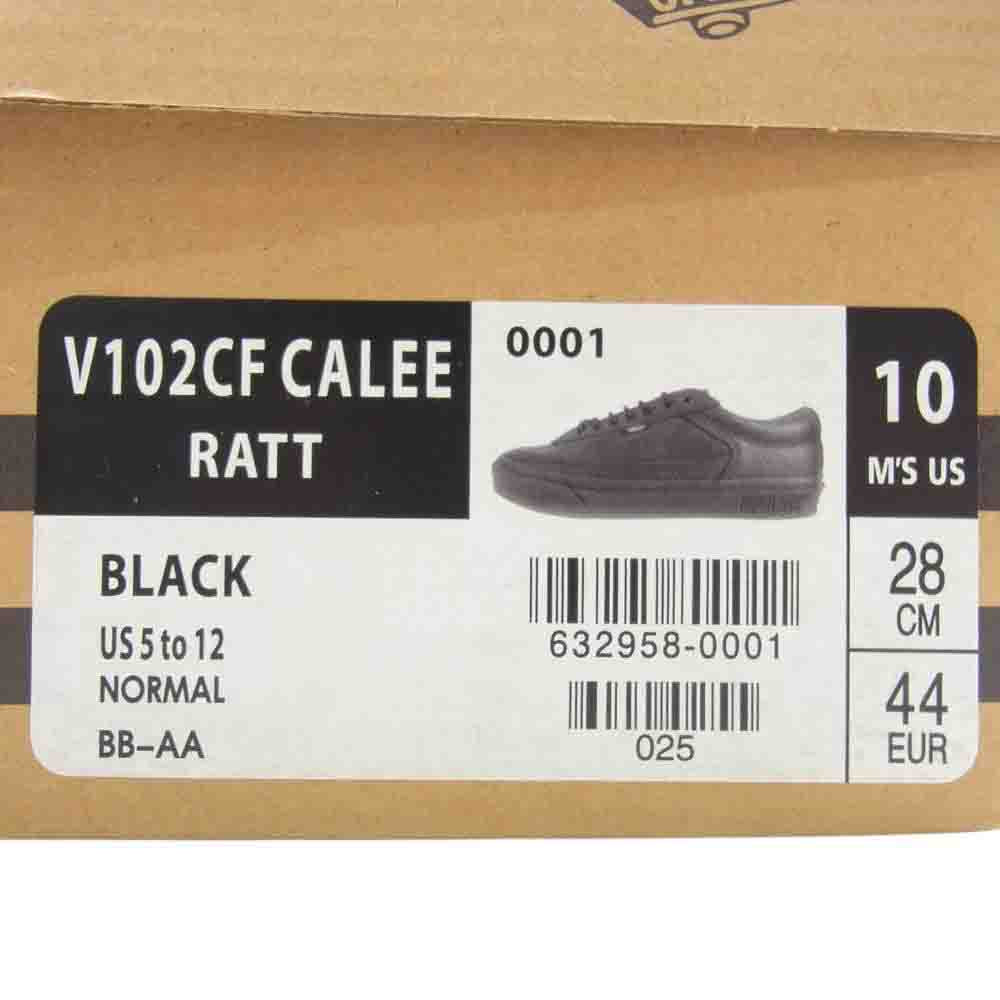 V102CF CALEE
RATT
0001
10
M'S US
BLACK
US 5 to 12
NORMAL
BB-AA
632958-0001
025
28
CM
44
EUR